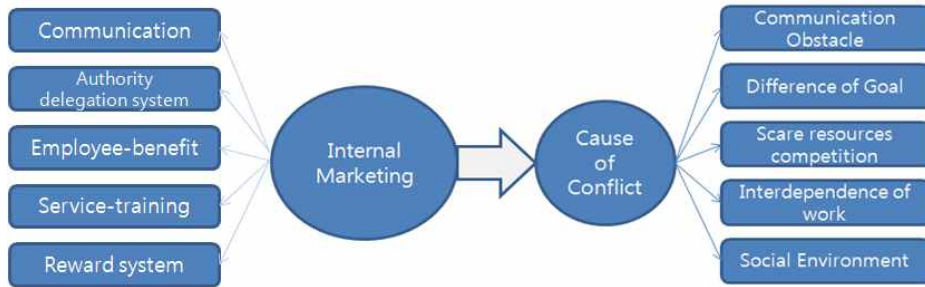 Communication
Authority
delegation system
Employee-benefit
Service-training
Reward system
Internal
Marketing
Cause
of
Conflict
Communication
Obstacle
Difference of Goal
Scare resources
competition
Interdependence of
work
Social Environment